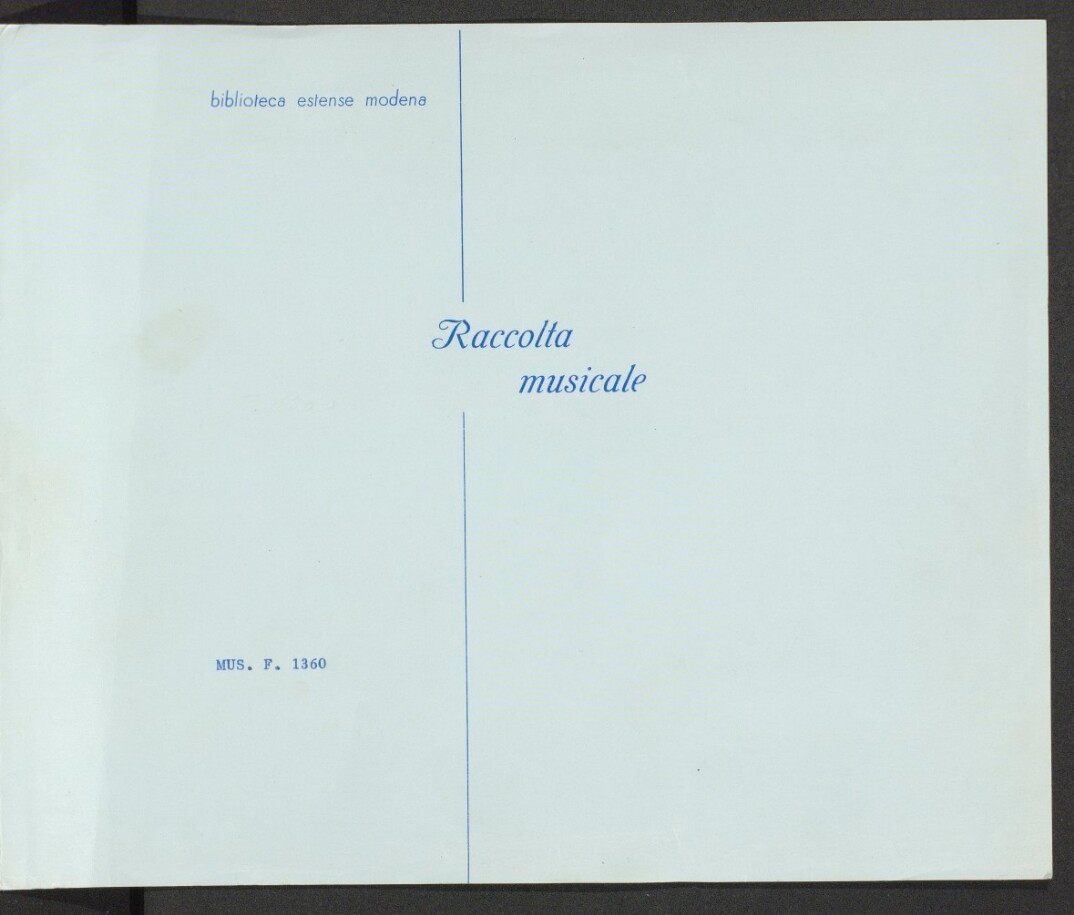 biblioteca estense modena
Raccolta
musicale
MUS. F. 1360